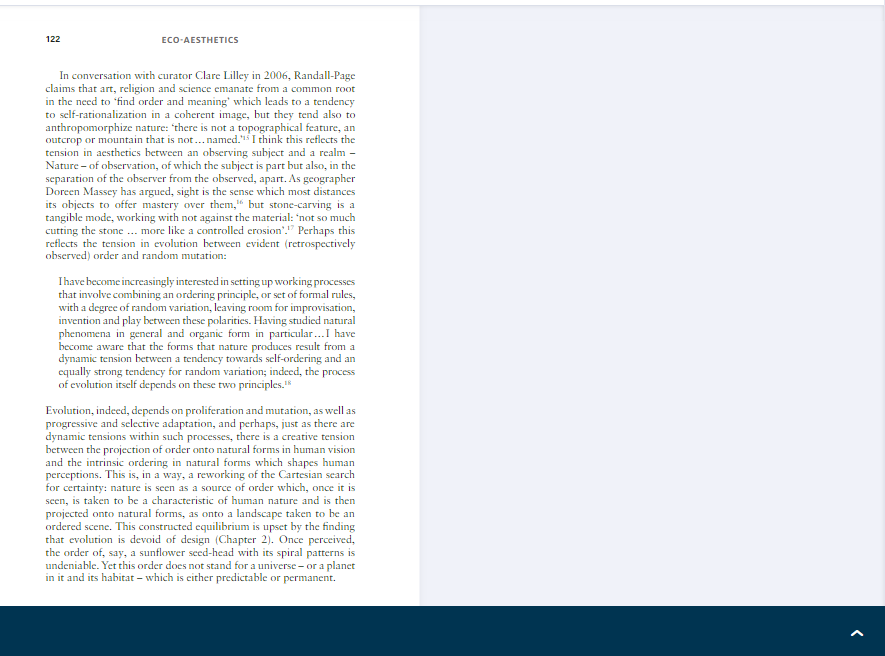 122
ECO-AESTHETICS
In conversation with curator Clare Lilley in 2006, Randall-Page
claims that art, religion and science emanate from a common root
in the need to ‘find order and meaning’ which leads to a tendency
to self-rationalization in a coherent image, but they tend also to
anthropomorphize nature: ‘there is not a topographical feature, an
outcrop or mountain that is not … named.’15 I think this reflects the
tension in aesthetics between an observing subject and a realm –
Nature – of observation, of which the subject is part but also, in the
separation of the observer from the observed, apart. As geographer
Doreen Massey has argued, sight is the sense which most distances
its objects to offer mastery over them,16 but stone-carving is a
tangible mode, working with not against the material: ‘not so much
cutting the stone … more like a controlled erosion’.17 Perhaps this
reflects the tension in evolution between evident (retrospectively
observed) order and random mutation:
I have become increasingly interested in setting up working processes
that involve combining an ordering principle, or set of formal rules,
with a degree of random variation, leaving room for improvisation,
invention and play between these polarities. Having studied natural
phenomena in general and organic form in particular … I have
become aware that the forms that nature produces result from a
dynamic tension between a tendency towards self-ordering and an
equally strong tendency for random variation; indeed, the process
of evolution itself depends on these two principles.18
Evolution, indeed, depends on proliferation and mutation, as well as
progressive and selective adaptation, and perhaps, just as there are
dynamic tensions within such processes, there is a creative tension
between the projection of order onto natural forms in human vision
and the intrinsic ordering in natural forms which shapes human
perceptions. This is, in a way, a reworking of the Cartesian search
for certainty: nature is seen as a source of order which, once it is
seen, is taken to be a characteristic of human nature and is then
projected onto natural forms, as onto a landscape taken to be an
ordered scene. This constructed equilibrium is upset by the finding
that evolution is devoid of design (Chapter 2). Once perceived,
the order of, say, a sunflower seed-head with its spiral patterns is
undeniable. Yet this order does not stand for a universe – or a planet
in it and its habitat – which is either predictable or permanent.